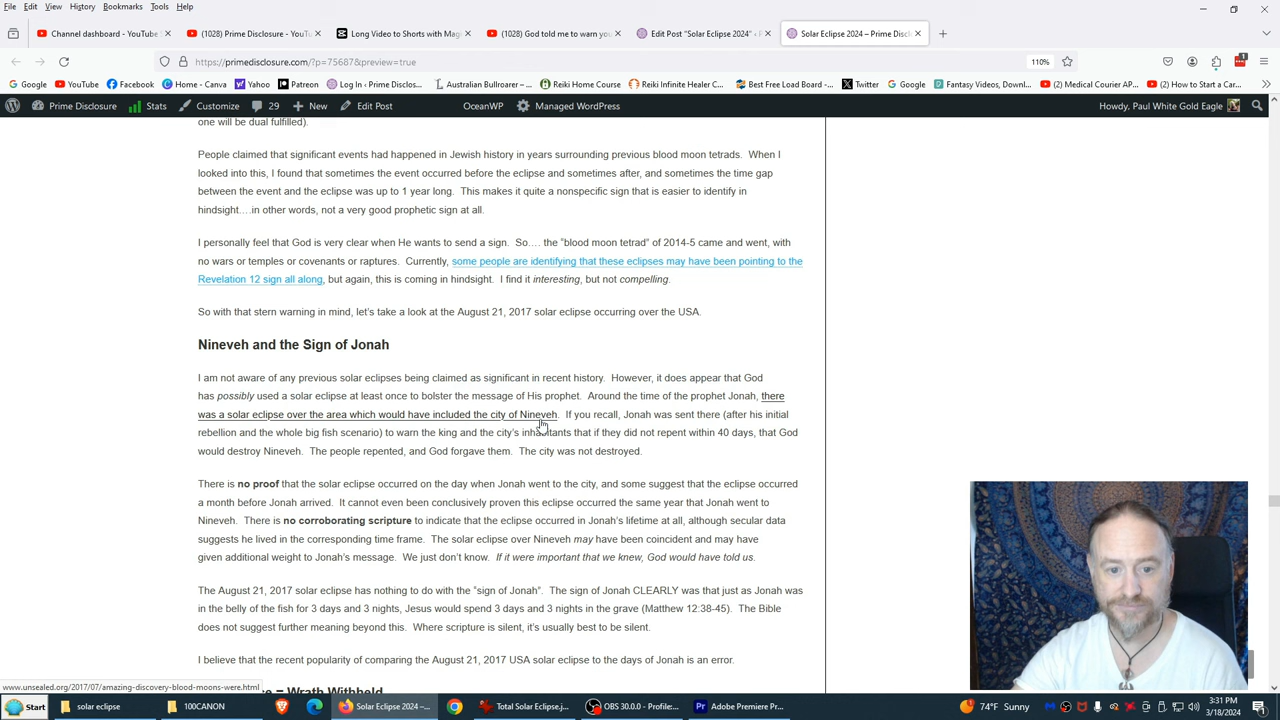 File Edit View History Bookmarks Tools Help
Channel dashboard - YouTube S
(1028) Prime Disclosure - YouT
Long Video to Shorts with Mag
(1028) God told me to warn you
Edit Post "Solar Eclipse 2024" ‹ P
Solar Eclipse 2024 – Prime Discl
https://primedisclosure.com/?p=75687&preview=true
110%
Google YouTube Facebook Home - Canva Yahoo Patreon Log In ‹ Prime Disclos... Australian Bullroarer –... Reiki Home Course Reiki Infinite Healer C... Best Free Load Board -... Twitter Google Fantasy Videos, Downl... (2) Medical Courier AP... (2) How to Start a Care...
Prime Disclosure Stats Customize 29 New Edit Post OceanWP Managed WordPress Howdy, Paul White Gold Eagle
one will be dual fulfilled).
People claimed that significant events had happened in Jewish history in years surrounding previous blood moon tetrads. When I
looked into this, I found that sometimes the event occurred before the eclipse and sometimes after, and sometimes the time gap
between the event and the eclipse was up to 1 year long. This makes it quite a nonspecific sign that is easier to identify in
hindsight….in other words, not a very good prophetic sign at all.
I personally feel that God is very clear when He wants to send a sign. So…. the "blood moon tetrad" of 2014-5 came and went, with
no wars or temples or covenants or raptures. Currently, some people are identifying that these eclipses may have been pointing to the
Revelation 12 sign all along, but again, this is coming in hindsight. I find it interesting, but not compelling.
So with that stern warning in mind, let's take a look at the August 21, 2017 solar eclipse occurring over the USA.
Nineveh and the Sign of Jonah
I am not aware of any previous solar eclipses being claimed as significant in recent history. However, it does appear that God
has possibly used a solar eclipse at least once to bolster the message of His prophet. Around the time of the prophet Jonah, there
was a solar eclipse over the area which would have included the city of Nineveh. If you recall, Jonah was sent there (after his initial
rebellion and the whole big fish scenario) to warn the king and the city's inhabitants that if they did not repent within 40 days, that God
would destroy Nineveh. The people repented, and God forgave them. The city was not destroyed.
There is no proof that the solar eclipse occurred on the day when Jonah went to the city, and some suggest that the eclipse occurred
a month before Jonah arrived. It cannot even been conclusively proven this eclipse occurred the same year that Jonah went to
Nineveh. There is no corroborating scripture to indicate that the eclipse occurred in Jonah's lifetime at all, although secular data
suggests he lived in the corresponding time frame. The solar eclipse over Nineveh may have been coincident and may have
given additional weight to Jonah's message. We just don't know. If it were important that we knew, God would have told us.
The August 21, 2017 solar eclipse has nothing to do with the "sign of Jonah". The sign of Jonah CLEARLY was that just as Jonah was
in the belly of the fish for 3 days and 3 nights, Jesus would spend 3 days and 3 nights in the grave (Matthew 12:38-45). The Bible
does not suggest further meaning beyond this. Where scripture is silent, it's usually best to be silent.
I believe that the recent popularity of comparing the August 21, 2017 USA solar eclipse to the days of Jonah is an error.
www.unsealed.org/2017/07/amazing-discovery-blood-moons-were.html
= Wrath Withheld
Start solar eclipse 100CANON Solar Eclipse 2024 –... Total Solar Eclipse.j... OBS 30.0.0 - Profile:... Adobe Premiere Pr... 74°F Sunny 3:31 PM
3/18/2024